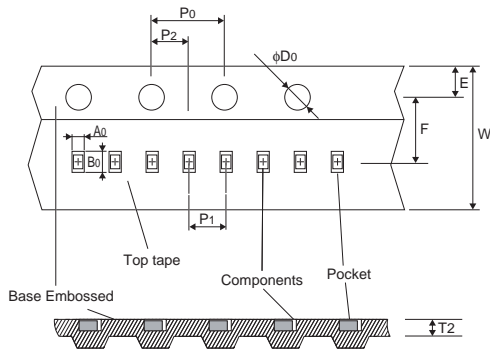 P0
P2
φD0
E
A0
F
W
B0
P1
Top tape
Components
Pocket
Base Embossed
T2